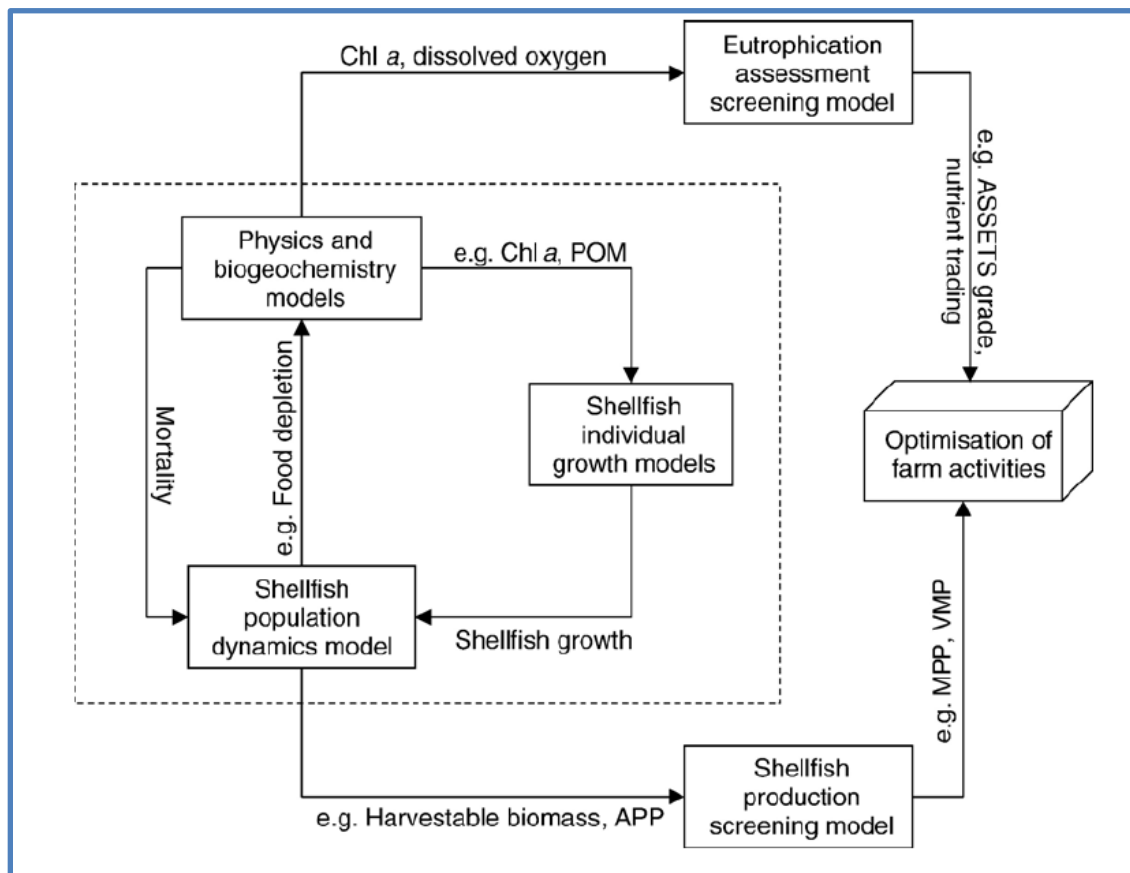 Chl a, dissolved oxygen
Eutrophication
assessment
screening model
e.g. ASSETS grade,
nutrient trading
Physics and
biogeochemistry
models
e.g. Chl a, POM
Mortality
e.g. Food depletion
Shellfish
individual
growth models
Optimisation of
farm activities
Shellfish
population
dynamics model
Shellfish growth
e.g. MPP, VMP
e.g. Harvestable biomass, APP
Shellfish
production
screening model